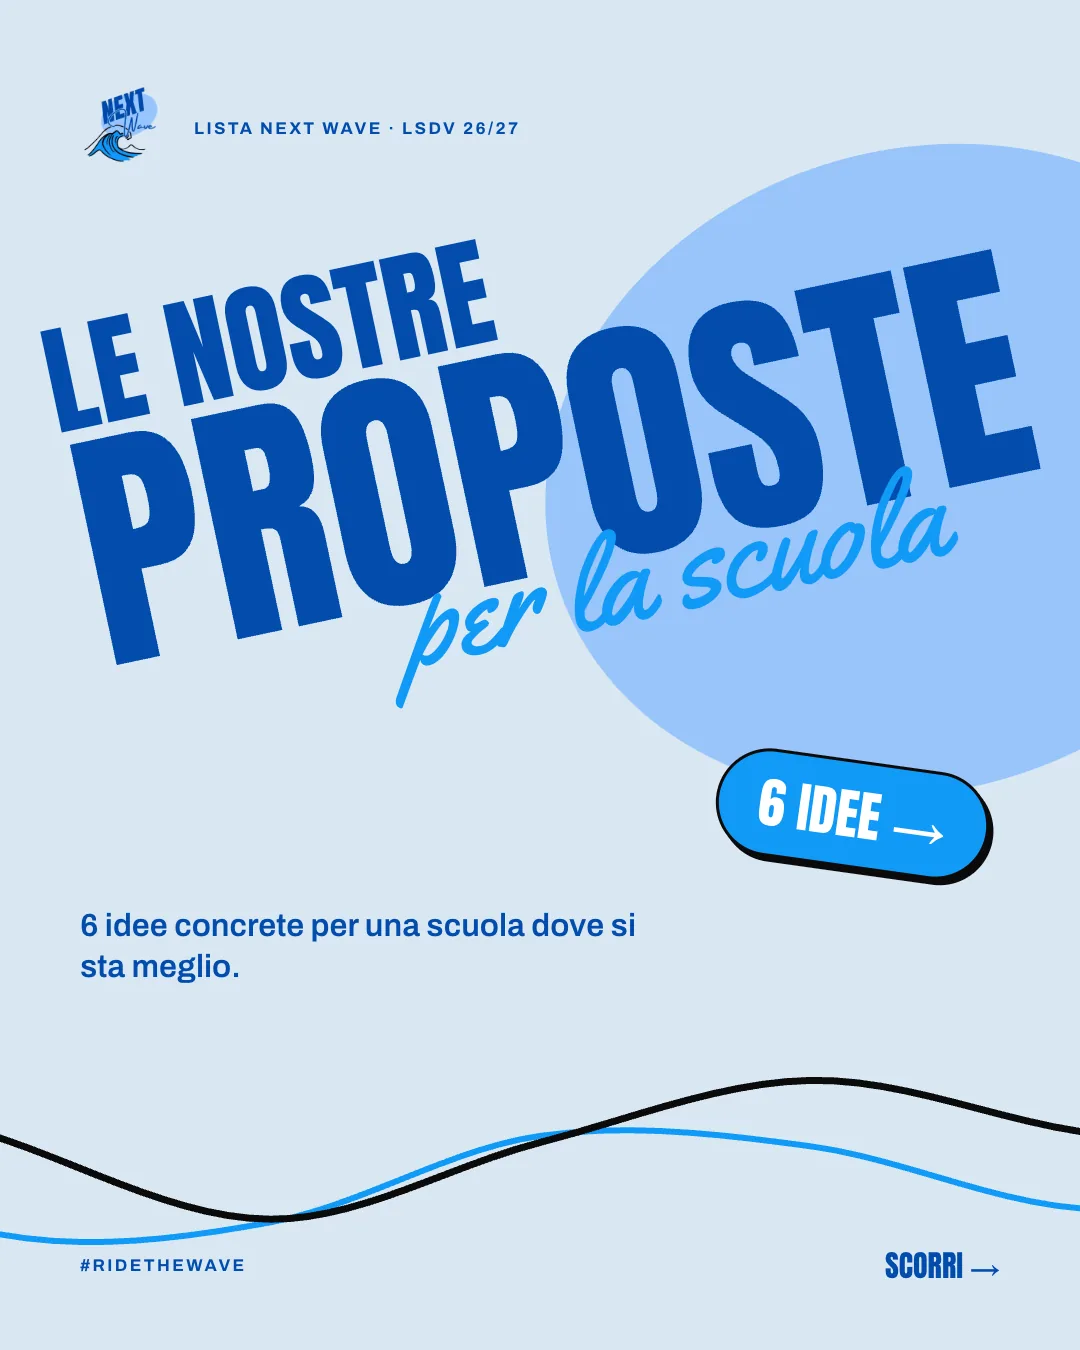 NEXT
Wave
LISTA NEXT WAVE · LSDV 26/27
LE NOSTRE
PROPOSTE
per la scuola
6 IDEE →
6 idee concrete per una scuola dove si
sta meglio.
#RIDETHEWAVE
SCORRI →